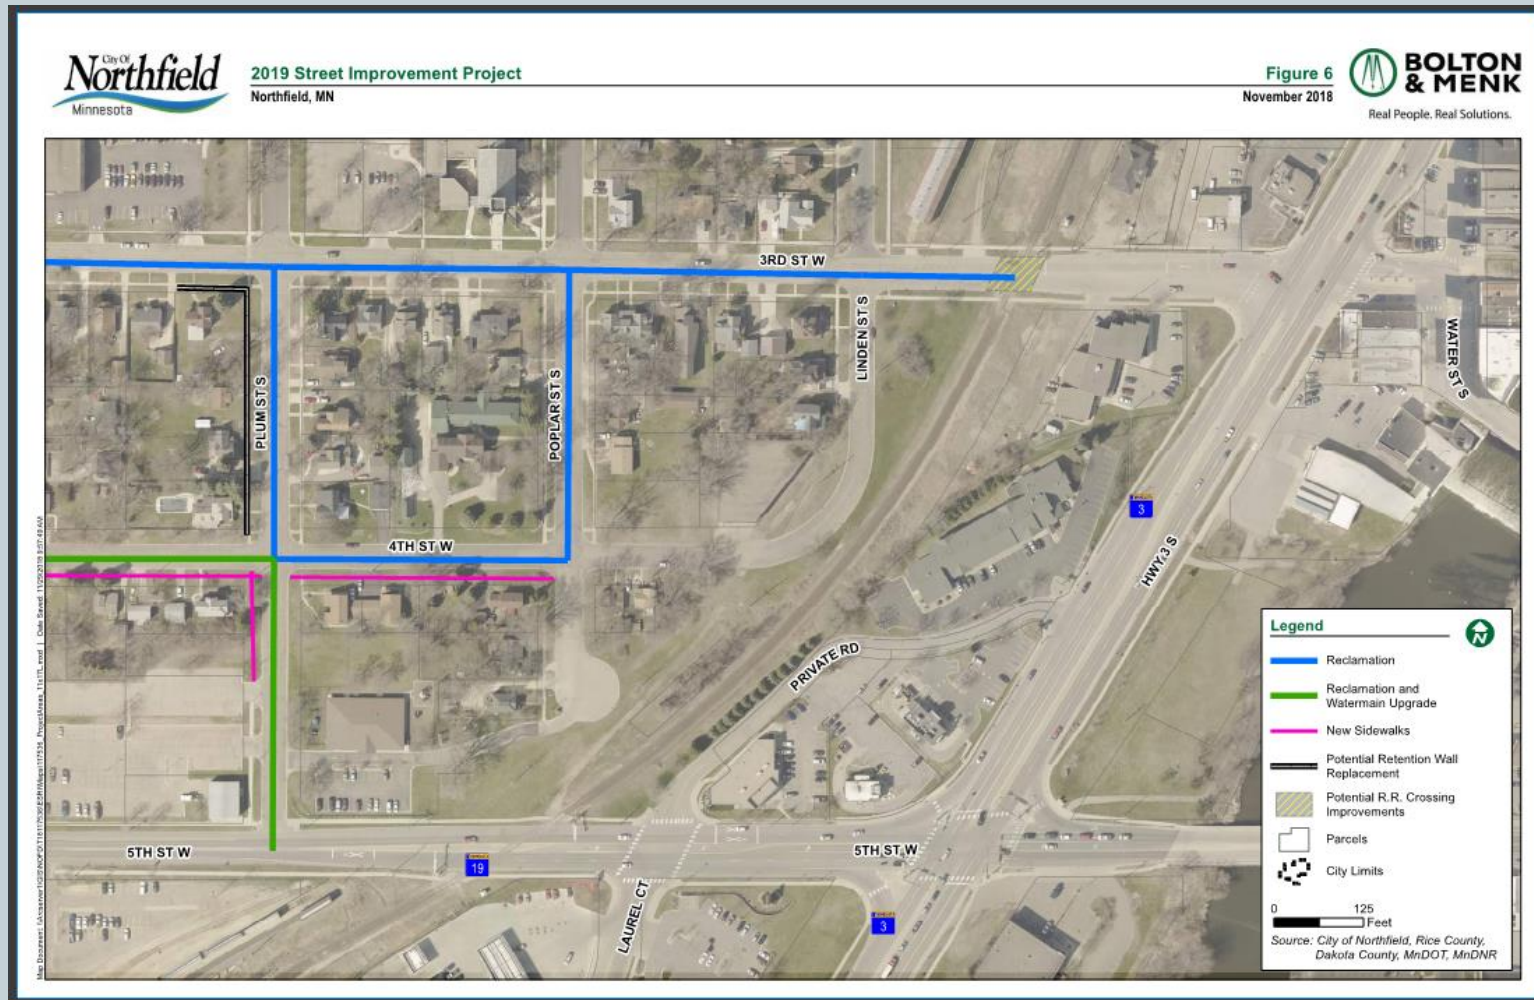 City Of
Northfield
Minnesota
2019 Street Improvement Project
Northfield, MN
Figure 6
November 2018
BOLTON
& MENK
Real People. Real Solutions.
3RD ST W
PLUM ST S
POPLAR ST S
LINDEN ST S
WATER ST S
4TH ST W
3
HWY 3 S
PRIVATE RD
5TH ST W
5TH ST W
19
LAUREL CT
3
Legend
N
Reclamation
Reclamation and
Watermain Upgrade
New Sidewalks
Potential Retention Wall
Replacement
Potential R.R. Crossing
Improvements
Parcels
City Limits
0 125
Feet
Source: City of Northfield, Rice County,
Dakota County, MnDOT, MnDNR